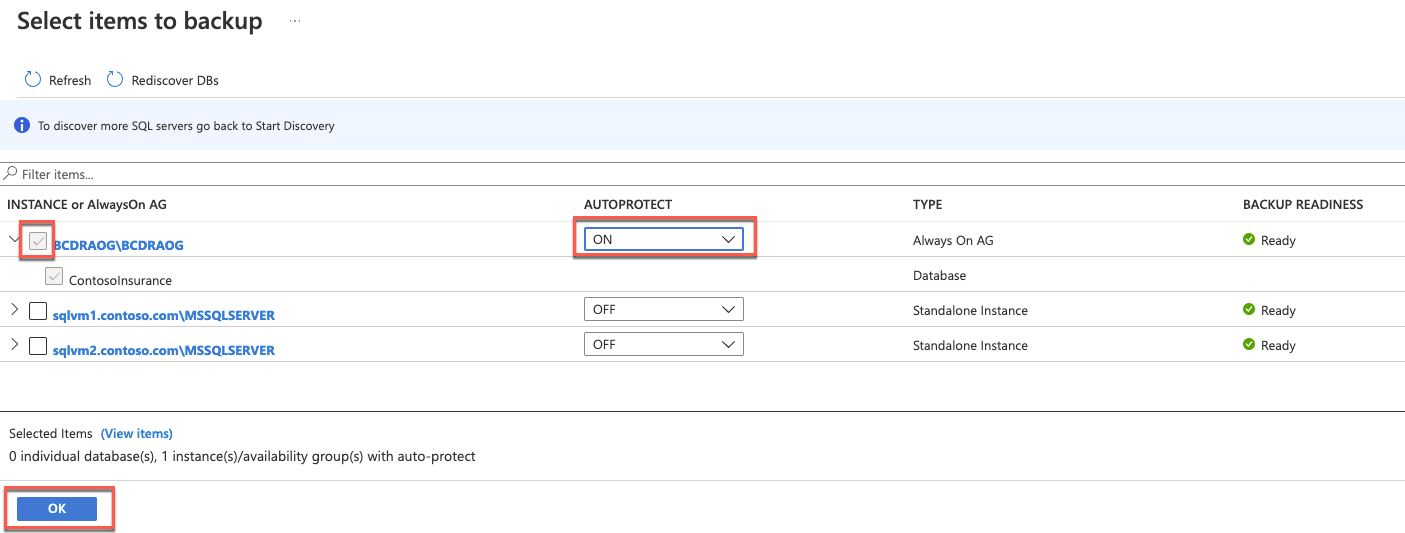 Select items to backup ...
Refresh Rediscover DBs
To discover more SQL servers go back to Start Discovery
Filter items...
INSTANCE or AlwaysOn AG AUTOPROTECT TYPE BACKUP READINESS
BCDRAOG\BCDRAOG ON Always On AG Ready
ContosoInsurance Database
sqlvm1.contoso.com\MSSQLSERVER OFF Standalone Instance Ready
sqlvm2.contoso.com\MSSQLSERVER OFF Standalone Instance Ready
Selected Items (View items)
0 individual database(s), 1 instance(s)/availability group(s) with auto-protect
OK